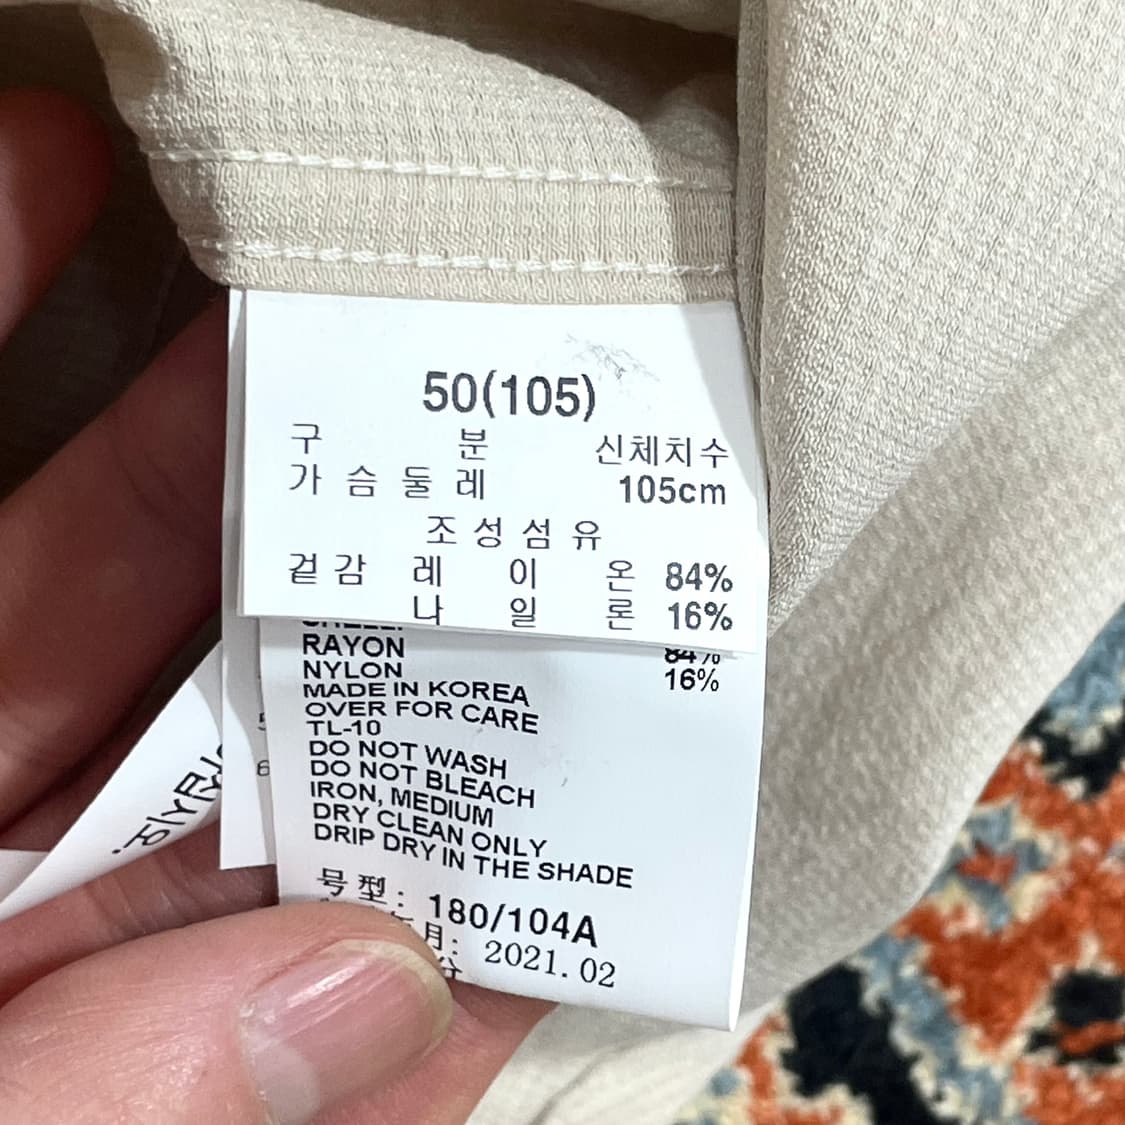 50(105)
구 분 신체치수
가 슴 둘 레 105cm
조 성 섬 유
겉 감 레 이 온 84%
나 일 론 16%
RAYON 84%
NYLON 16%
MADE IN KOREA
OVER FOR CARE
TL-10
DO NOT WASH
DO NOT BLEACH
IRON, MEDIUM
DRY CLEAN ONLY
DRIP DRY IN THE SHADE
号型: 180/104A
月: 2021.02